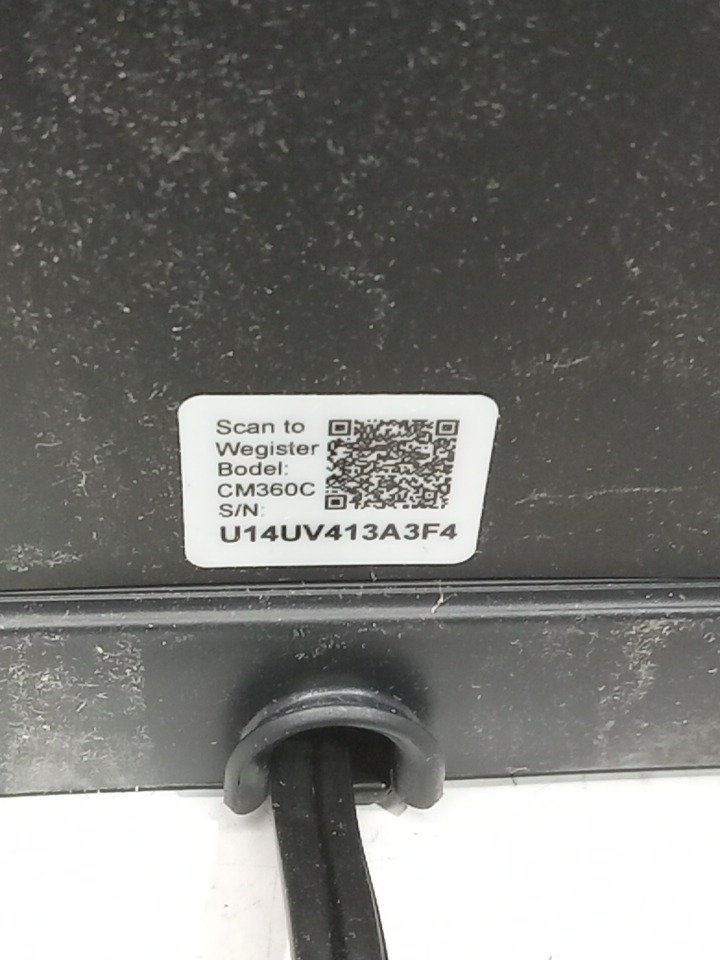 Scan to
Wegister
Bodel:
CM360C
S/N:
U14UV413A3F4